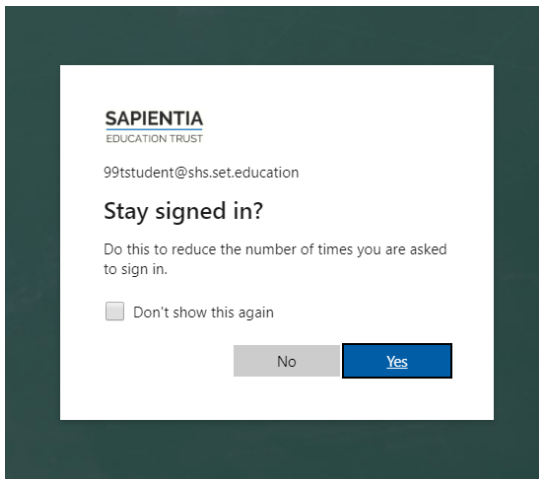 SAPIENTIA
EDUCATION TRUST
99tstudent@shs.set.education
Stay signed in?
Do this to reduce the number of times you are asked
to sign in.
Don't show this again
No
Yes